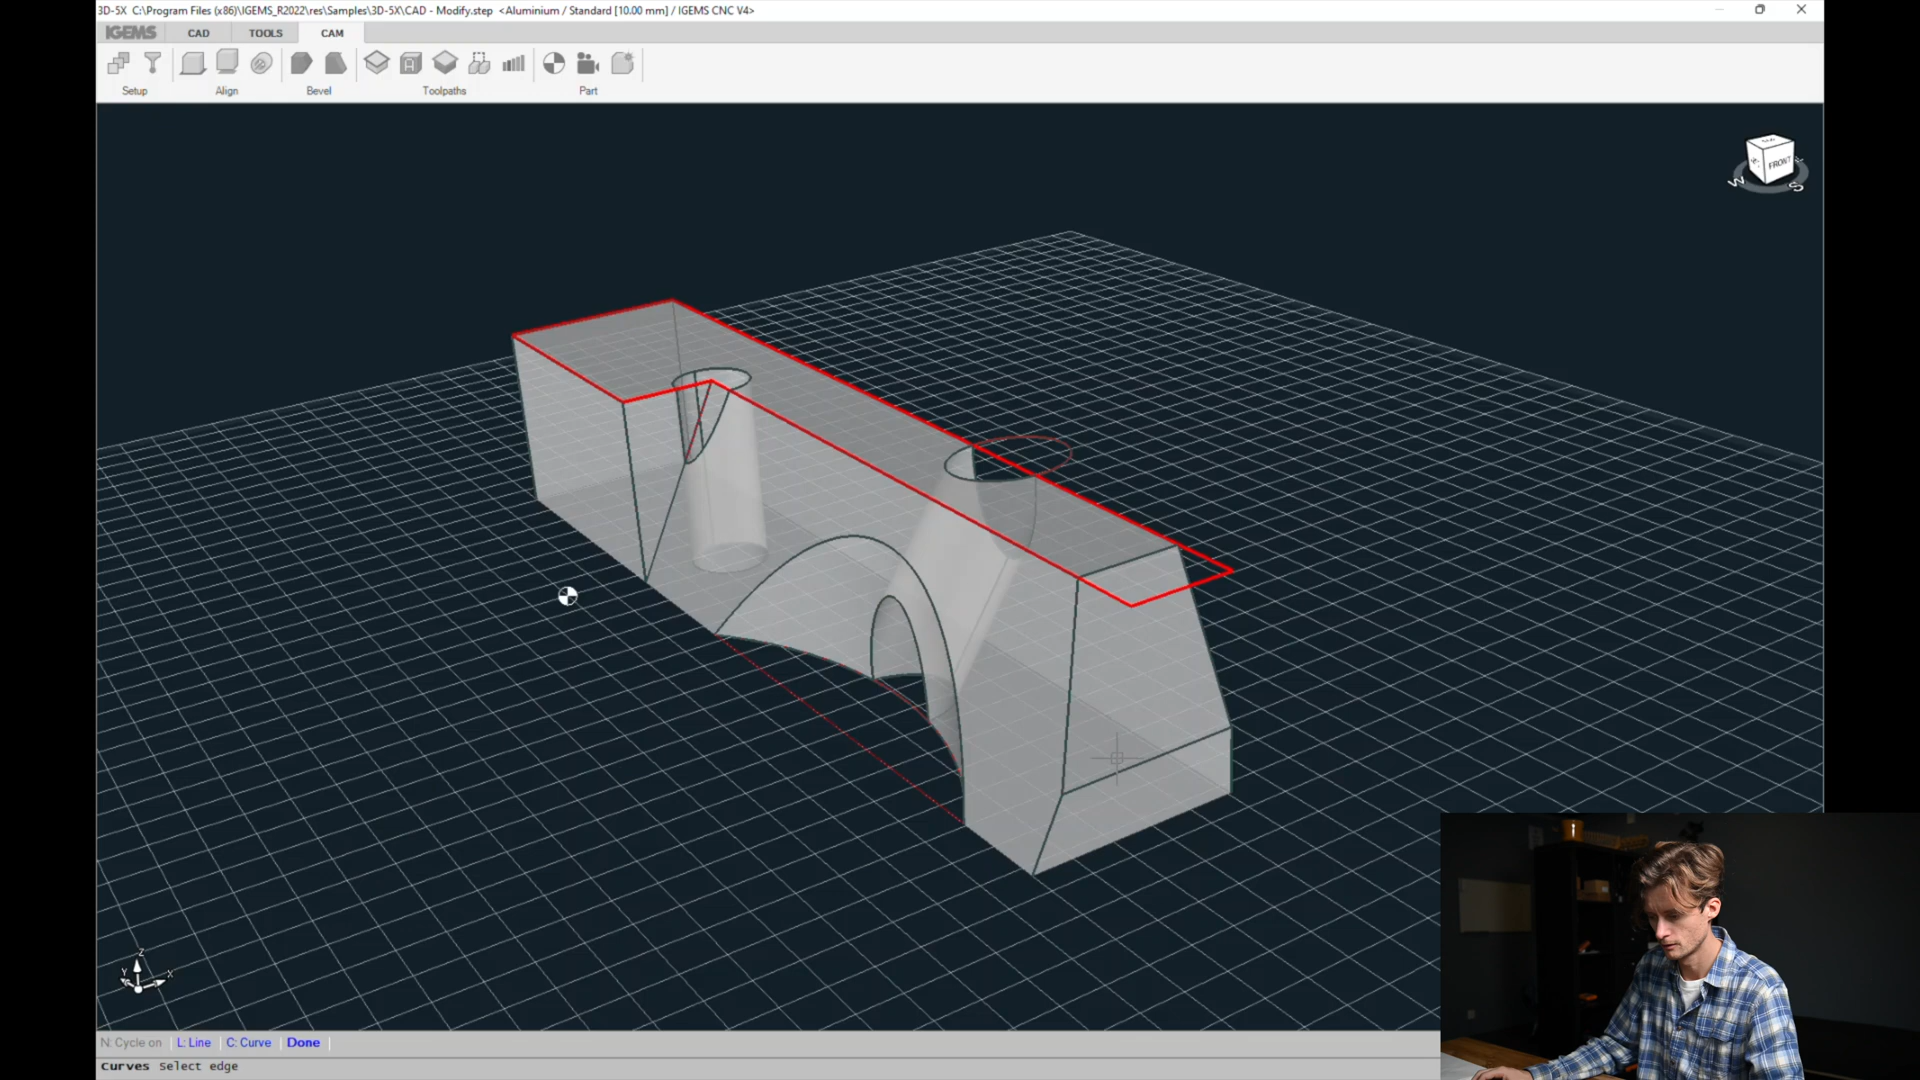 3D-5X C:\Program Files (x86)\IGEMS_R2022\res\Samples\3D-5X\CAD - Modify.step <Aluminium / Standard [10.00 mm] / IGEMS CNC V4>
IGEMS CAD TOOLS CAM
Setup Align Bevel Toolpaths Part
FRONT
W S
Z
Y X
N: Cycle on L: Line C: Curve Done
Curves Select edge